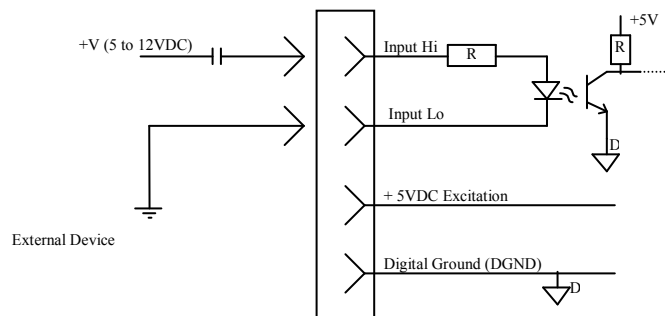 +5V
+V (5 to 12VDC)
Input Hi
R
R
Input Lo
D
+ 5VDC Excitation
External Device
Digital Ground (DGND)
D